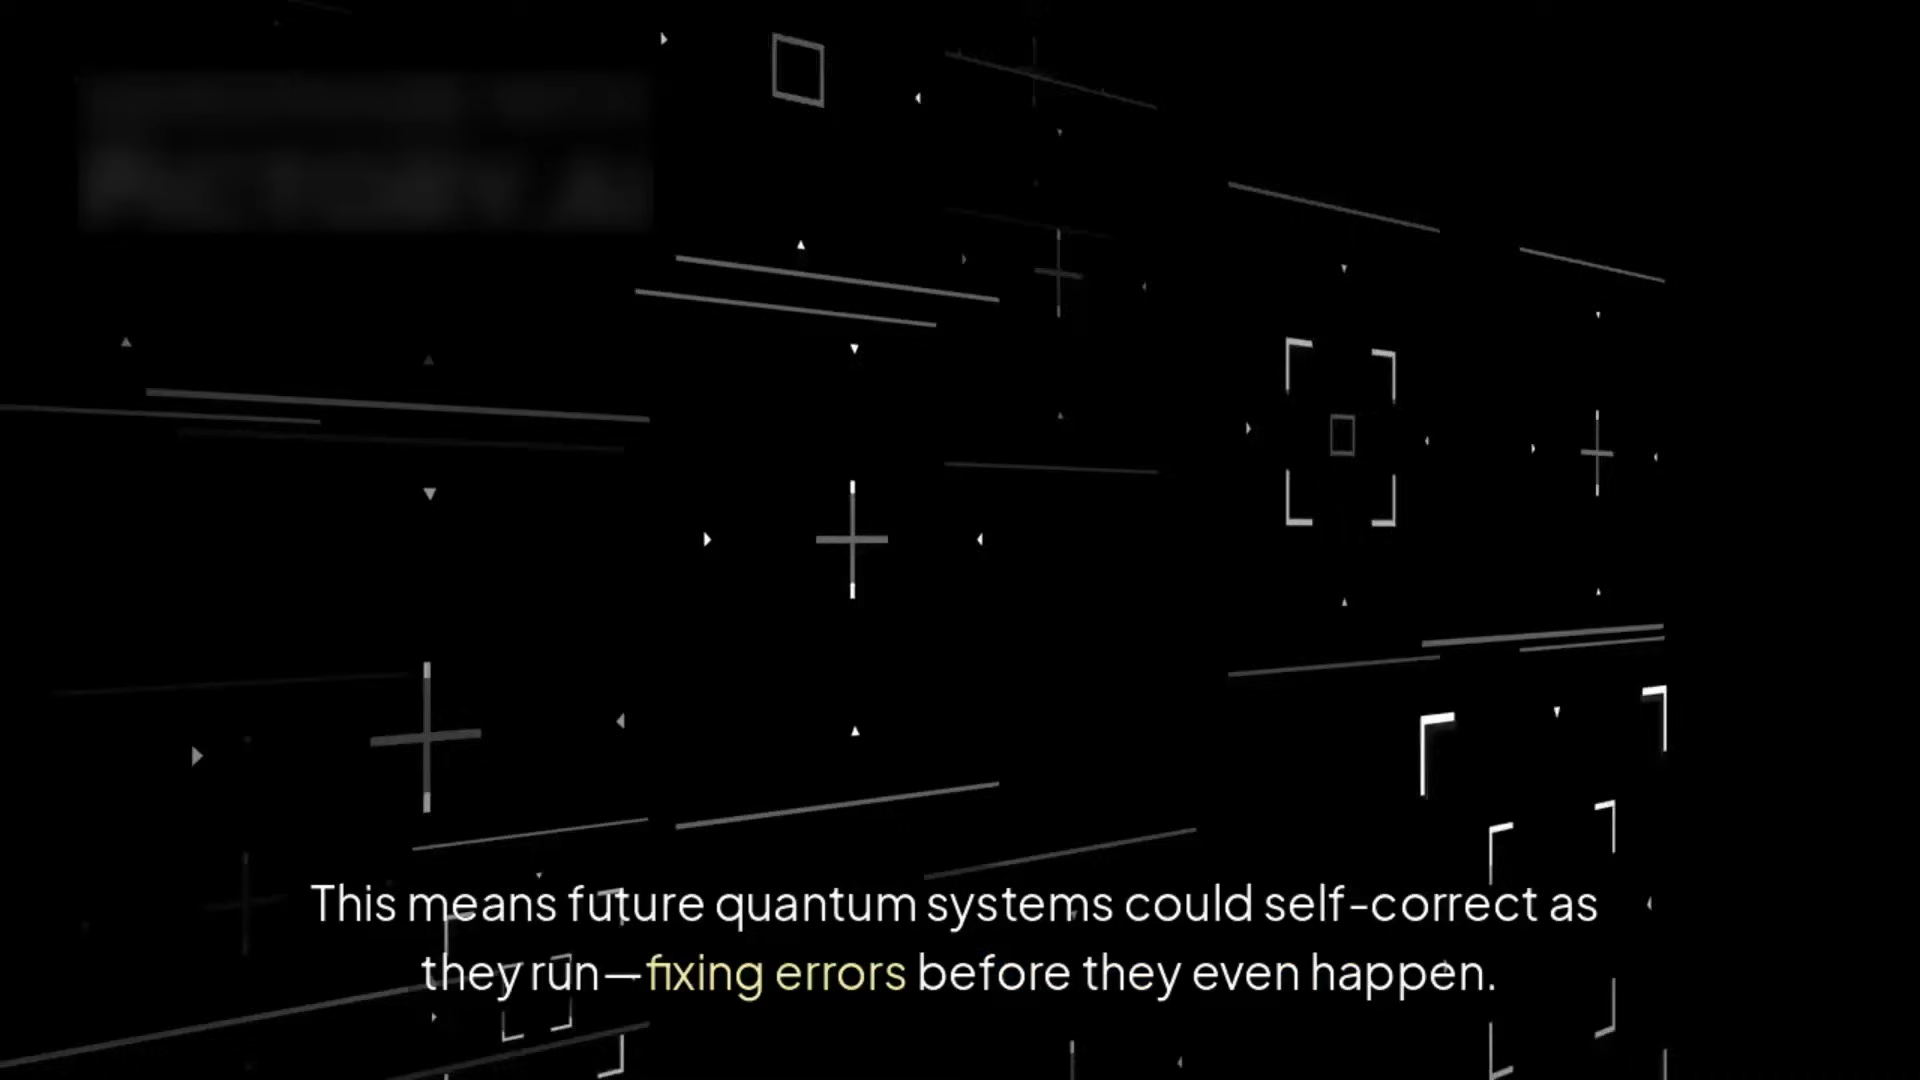 This means future quantum systems could self-correct as
they run—fixing errors before they even happen.